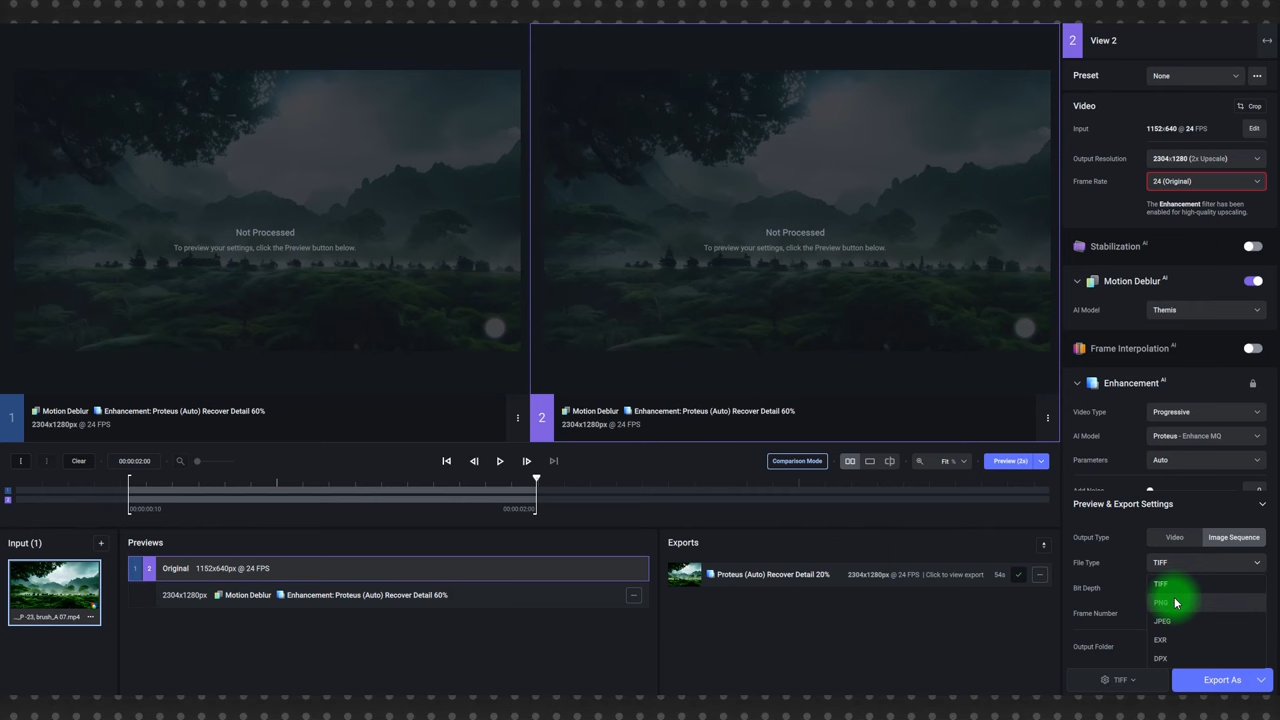 2 View 2
Preset None
Video Crop
Input 1152x640 @ 24 FPS Edit
Output Resolution 2304x1280 (2x Upscale)
Frame Rate 24 (Original)
The Enhancement filter has been
enabled for high-quality upscaling.
Stabilization AI
Motion Deblur AI
AI Model Themis
Frame Interpolation AI
Enhancement AI
Video Type Progressive
AI Model Proteus - Enhance MQ
Parameters Auto
Preview & Export Settings
Output Type Video Image Sequence
File Type TIFF
TIFF
Bit Depth
PNG
Frame Number
JPEG
EXR
Output Folder
DPX
TIFF Export As
Not Processed
To preview your settings, click the Preview button below.
Not Processed
To preview your settings, click the Preview button below.
1 Motion Deblur Enhancement: Proteus (Auto) Recover Detail 60%
2304x1280px @ 24 FPS
2 Motion Deblur Enhancement: Proteus (Auto) Recover Detail 60%
2304x1280px @ 24 FPS
Clear 00:00:02:00 Comparison Mode Fit % Preview (2s)
1
2
00:00:00:10 00:00:02:00
Input (1)
..._P -23, brush_A 07.mp4
Previews
1 2 Original 1152x640px @ 24 FPS
2304x1280px Motion Deblur Enhancement: Proteus (Auto) Recover Detail 60%
Exports
Proteus (Auto) Recover Detail 20% 2304x1280px @ 24 FPS | Click to view export 54s